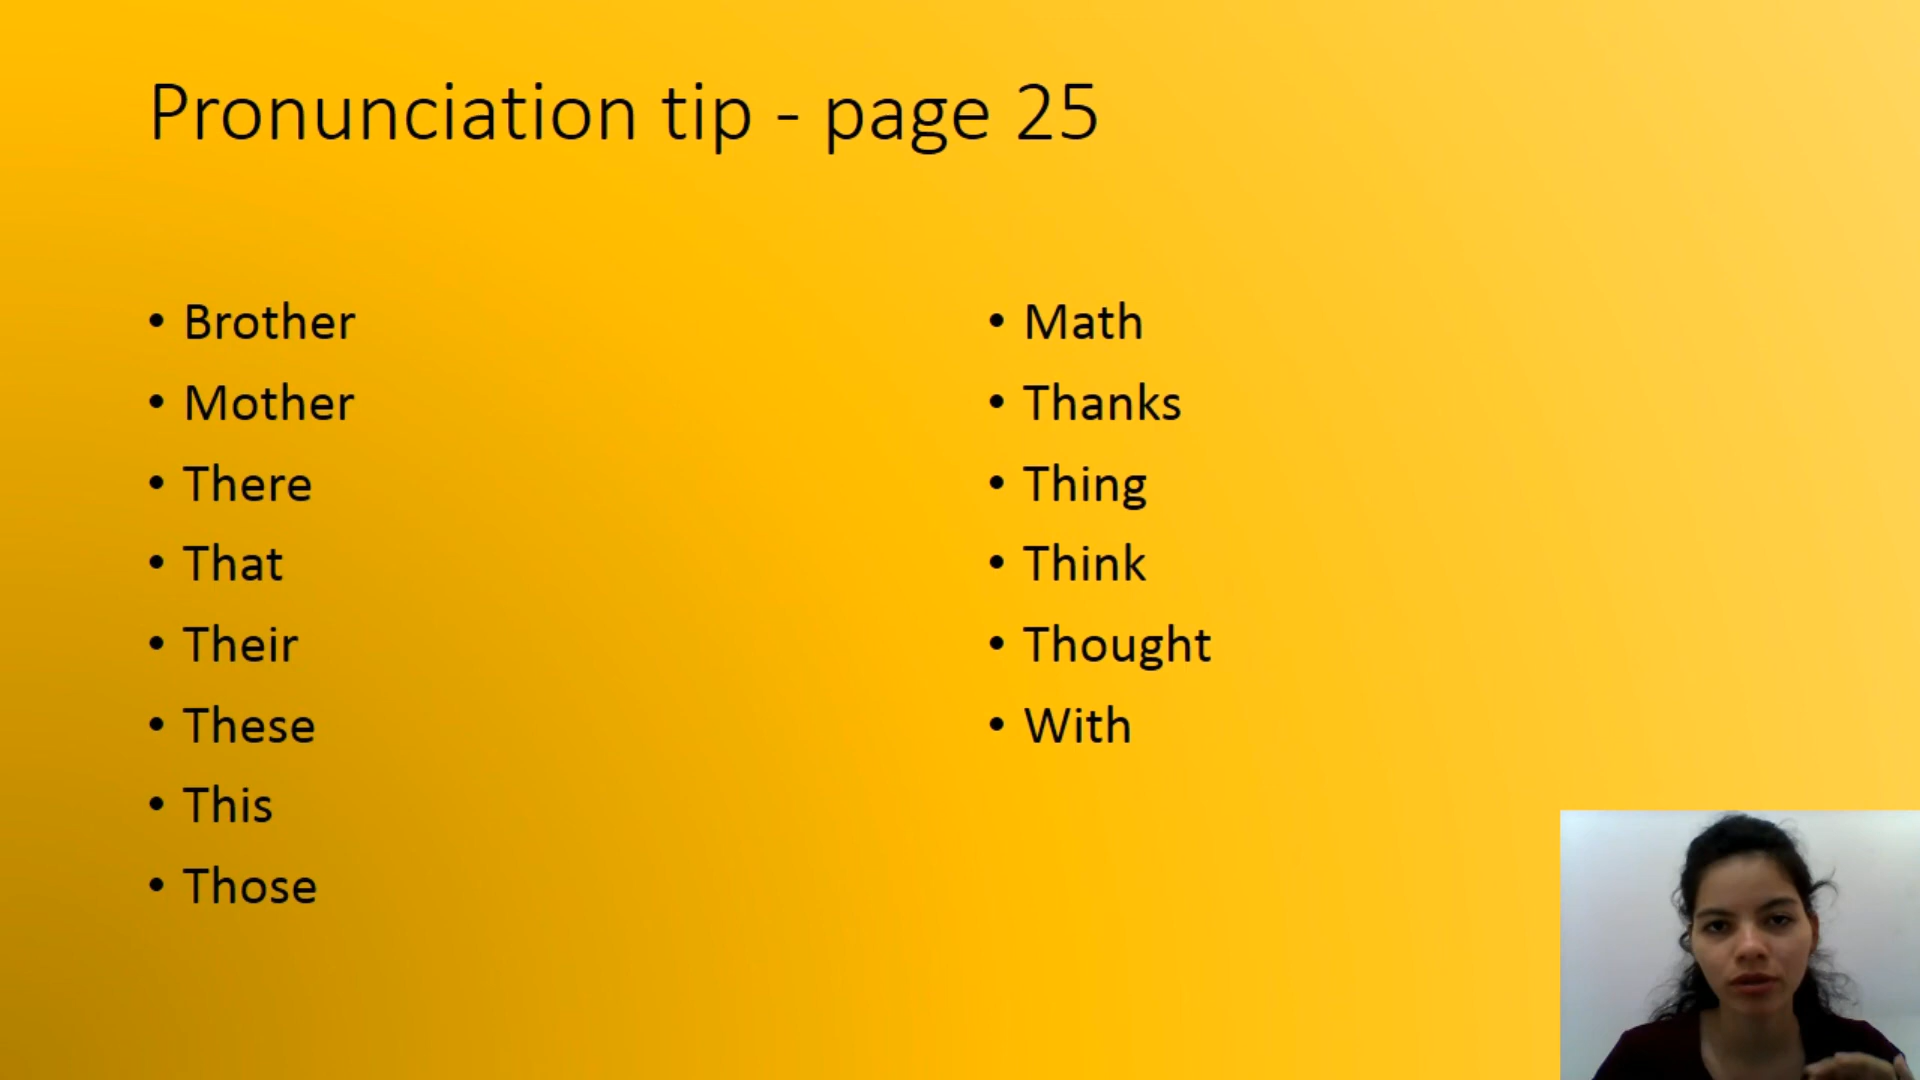 Pronunciation tip - page 25
• Brother
• Mother
• There
• That
• Their
• These
• This
• Those
• Math
• Thanks
• Thing
• Think
• Thought
• With